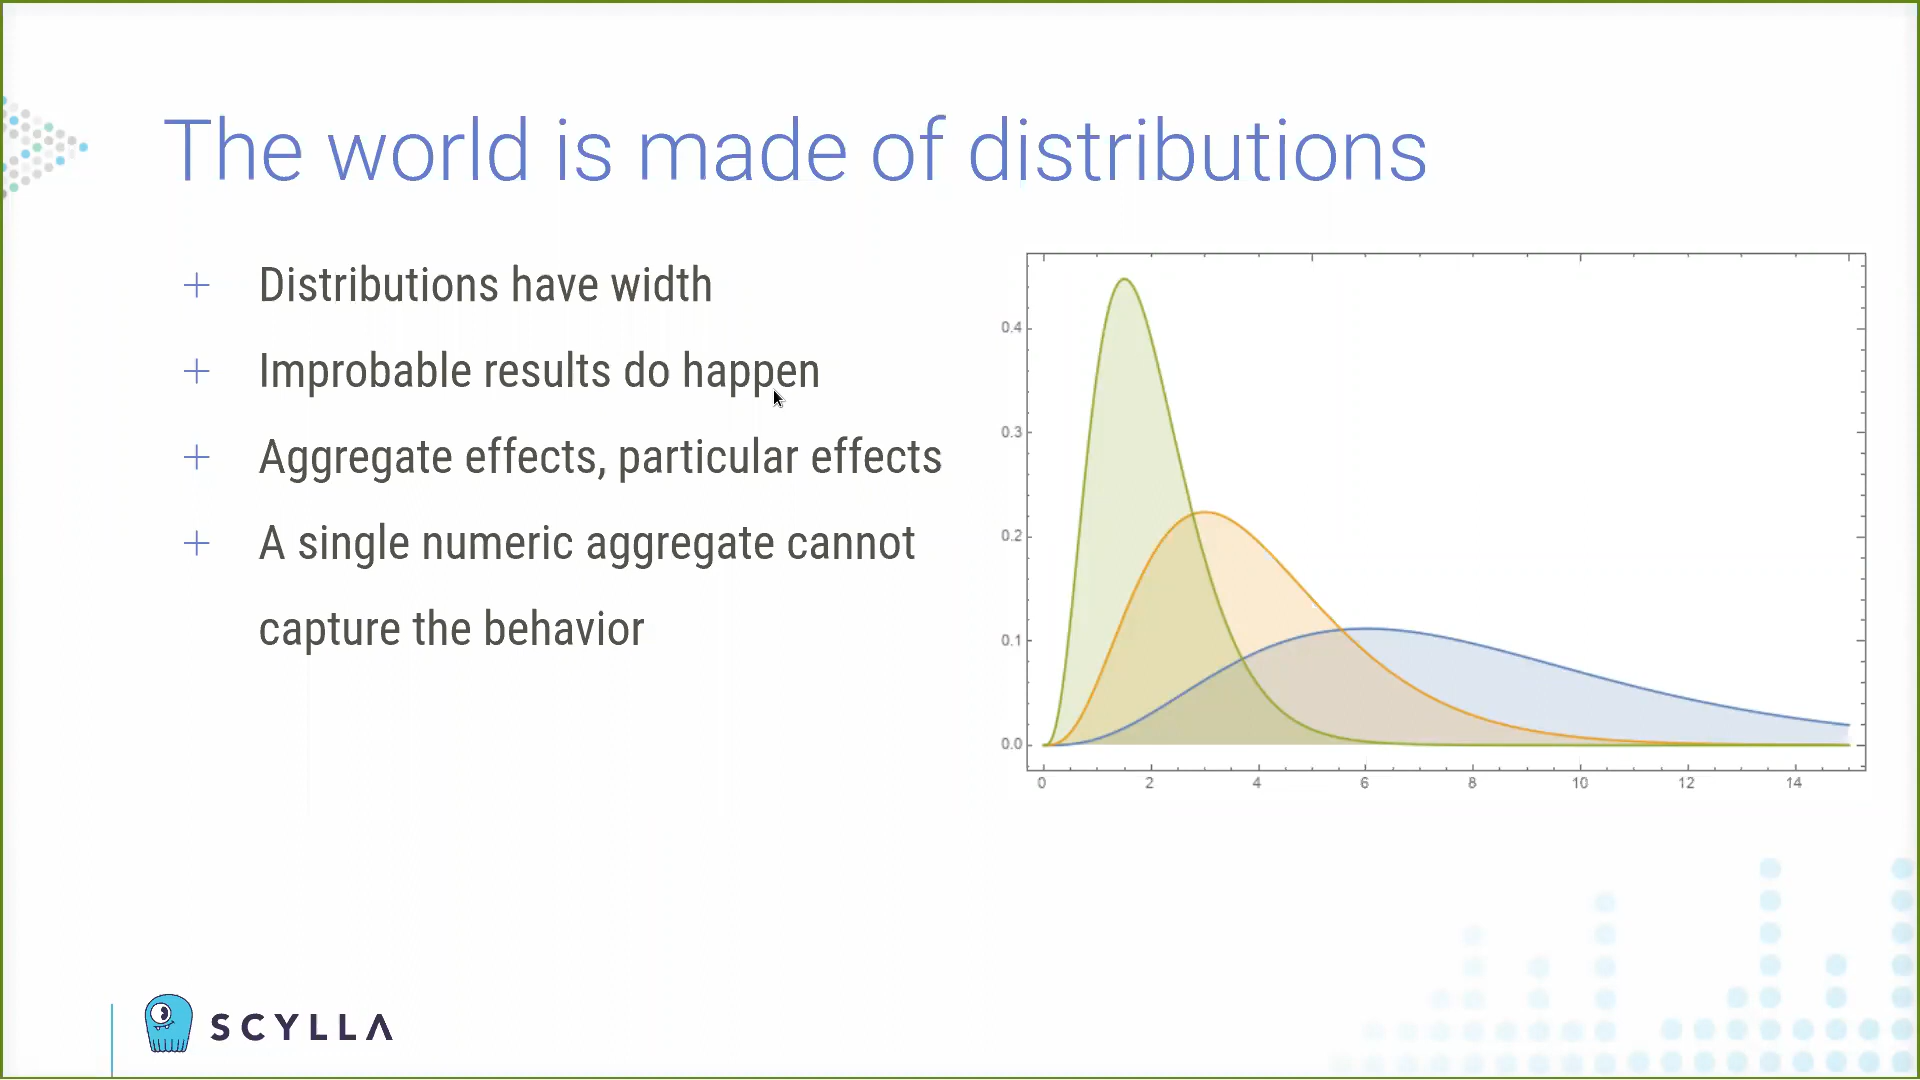 The world is made of distributions
+ Distributions have width
+ Improbable results do happen
+ Aggregate effects, particular effects
+ A single numeric aggregate cannot
capture the behavior
0.4
0.3
0.2
0.1
0.0
0 2 4 6 8 10 12 14
SCYLLA